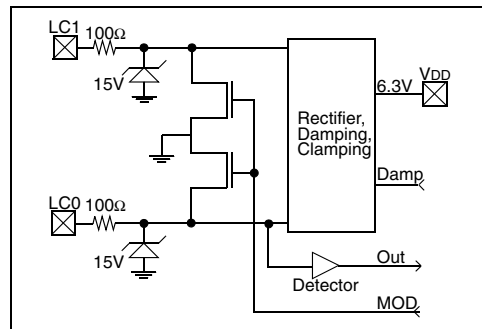 LC1 100Ω
15V
6.3V VDD
Rectifier,
Damping,
Clamping
Damp
LC0 100Ω
15V
Out
Detector
MOD